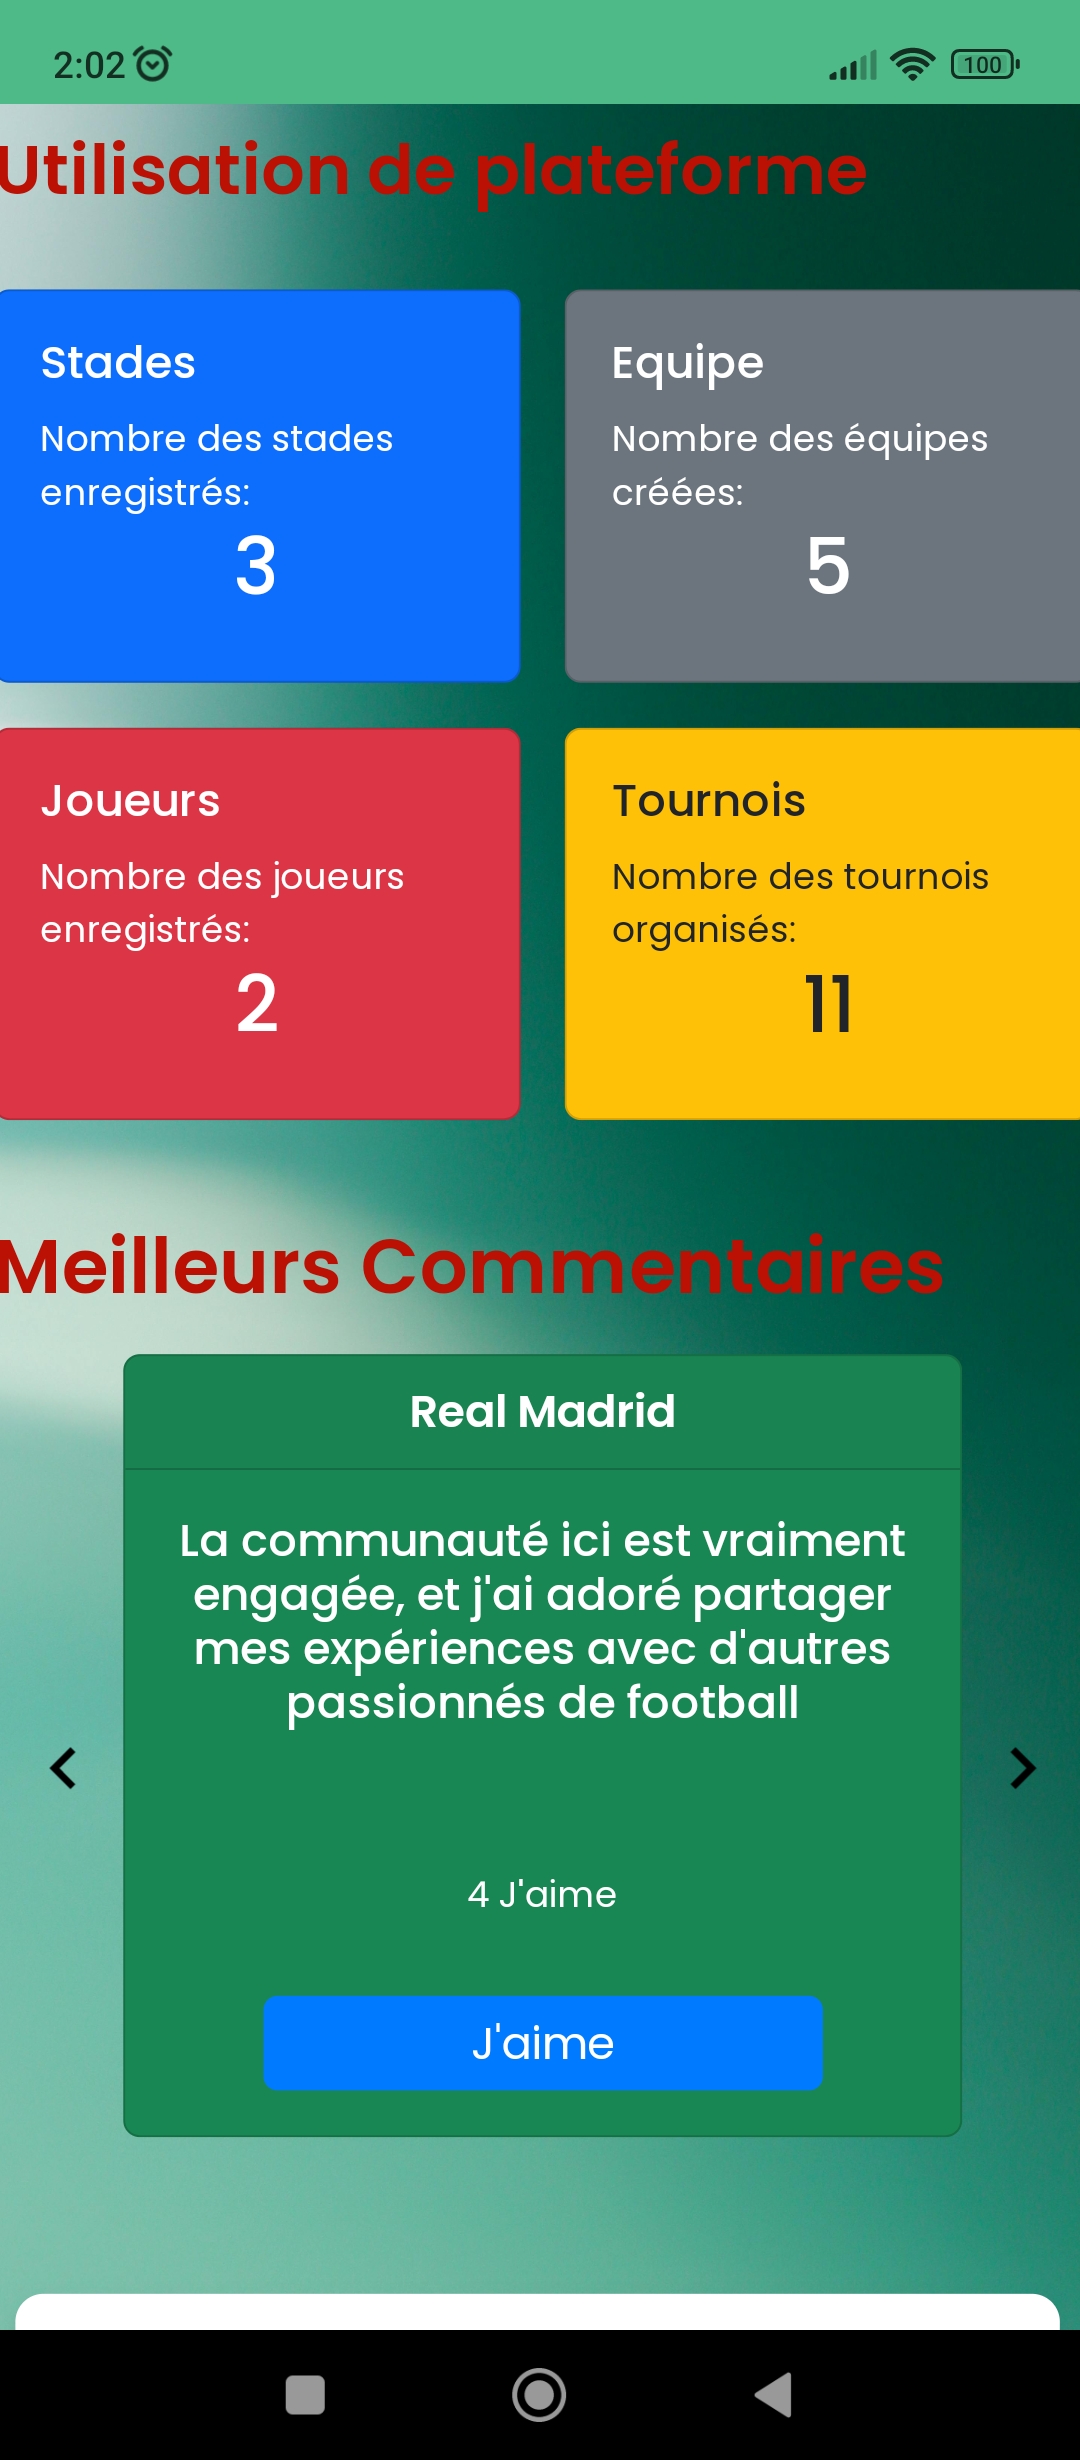 2:02
100
Utilisation de plateforme
Stades
Nombre des stades
enregistrés:
3
Equipe
Nombre des équipes
créées:
5
Joueurs
Nombre des joueurs
enregistrés:
2
Tournois
Nombre des tournois
organisés:
11
Meilleurs Commentaires
Real Madrid
La communauté ici est vraiment
engagée, et j'ai adoré partager
mes expériences avec d'autres
passionnés de football
4 J'aime
J'aime